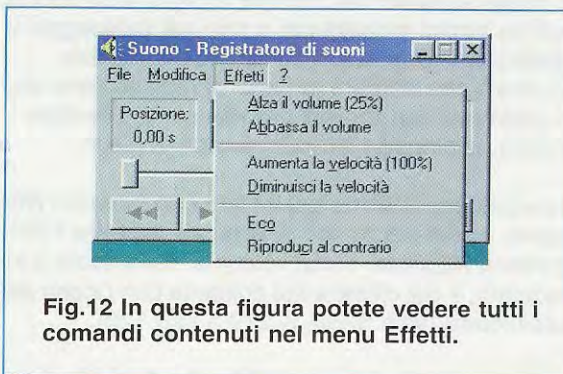 Suono - Registratore di suoni
File Modifica Effetti ?
Posizione:
0,00 s
Alza il volume (25%)
Abbassa il volume
Aumenta la velocità (100%)
Diminuisci la velocità
Eco
Riproduci al contrario
Fig.12 In questa figura potete vedere tutti i
comandi contenuti nel menu Effetti.